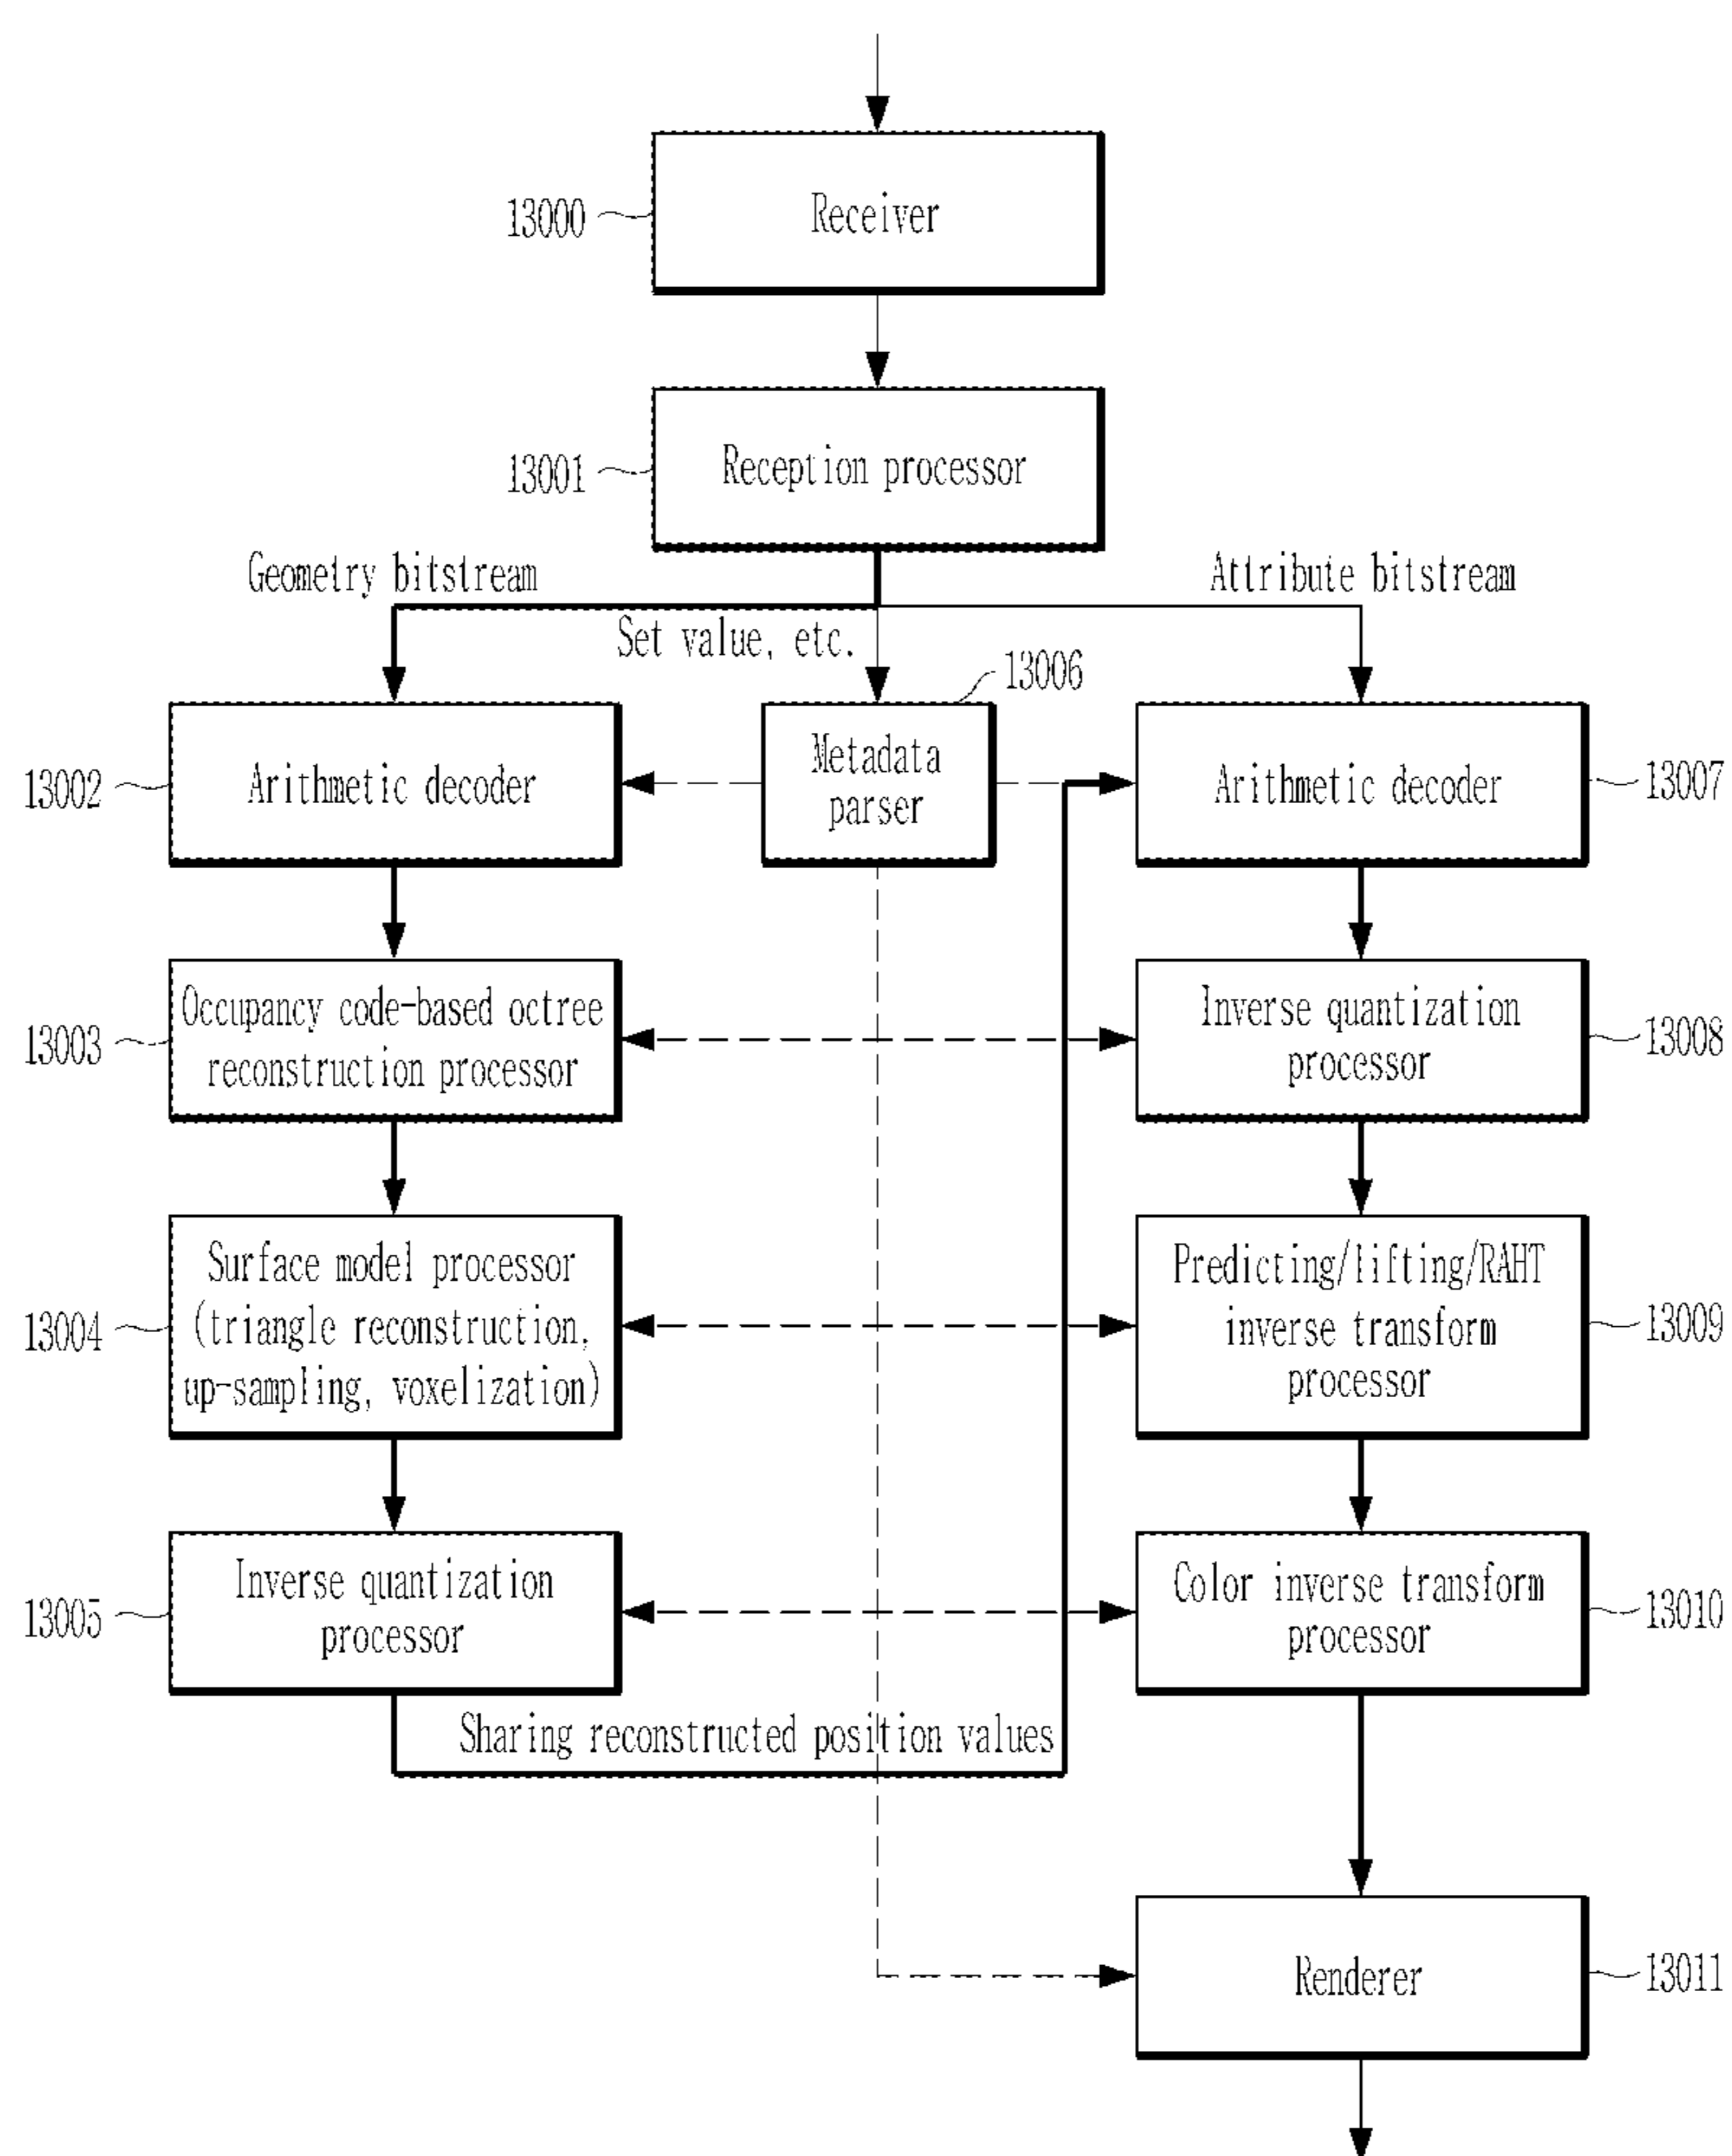 Receiver
13000
Reception processor
13001
Geometry bitstream
Attribute bitstream
Set value, etc.
13006
Arithmetic decoder
13002
Metadata
parser
Arithmetic decoder
13007
Occupancy code-based octree
reconstruction processor
13003
Inverse quantization
processor
13008
Surface model processor
(triangle reconstruction,
up-sampling, voxelization)
13004
Predicting/lifting/RAHT
inverse transform
processor
13009
Inverse quantization
processor
13005
Color inverse transform
processor
13010
Sharing reconstructed position values
Renderer
13011